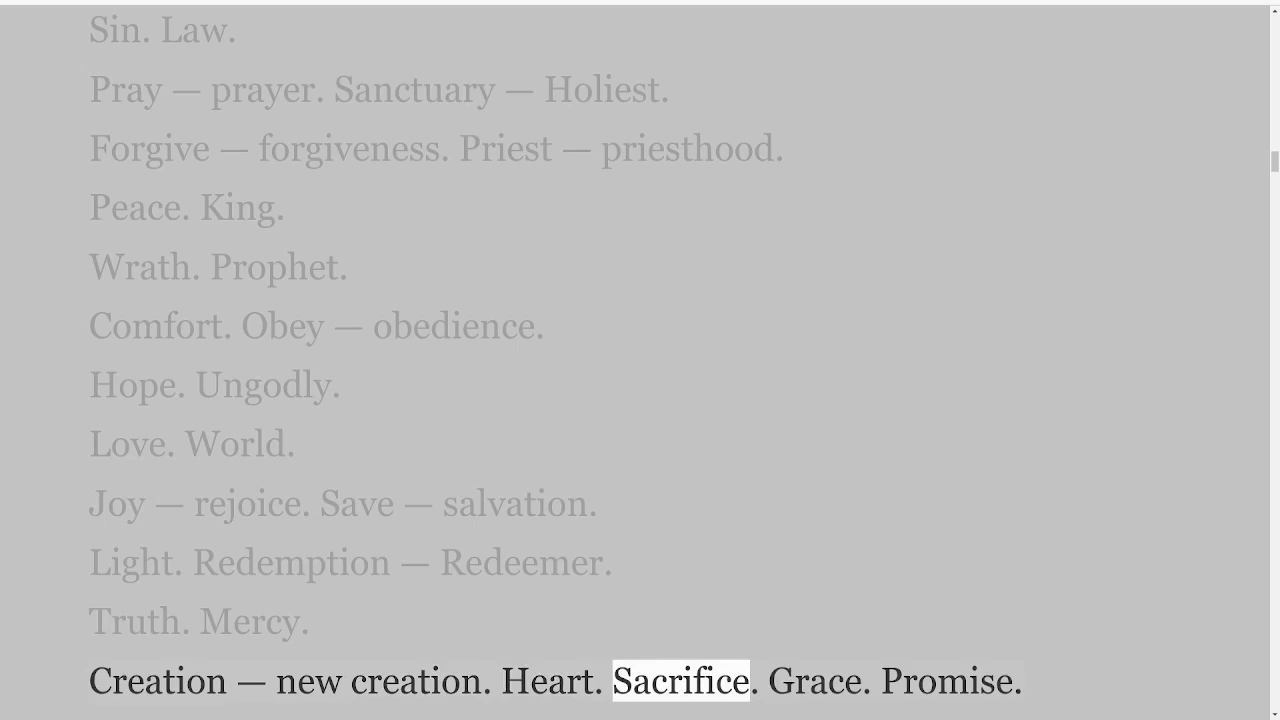 Sin. Law.
Pray — prayer. Sanctuary — Holiest.
Forgive — forgiveness. Priest — priesthood.
Peace. King.
Wrath. Prophet.
Comfort. Obey — obedience.
Hope. Ungodly.
Love. World.
Joy — rejoice. Save — salvation.
Light. Redemption — Redeemer.
Truth. Mercy.
Creation — new creation. Heart. Sacrifice. Grace. Promise.